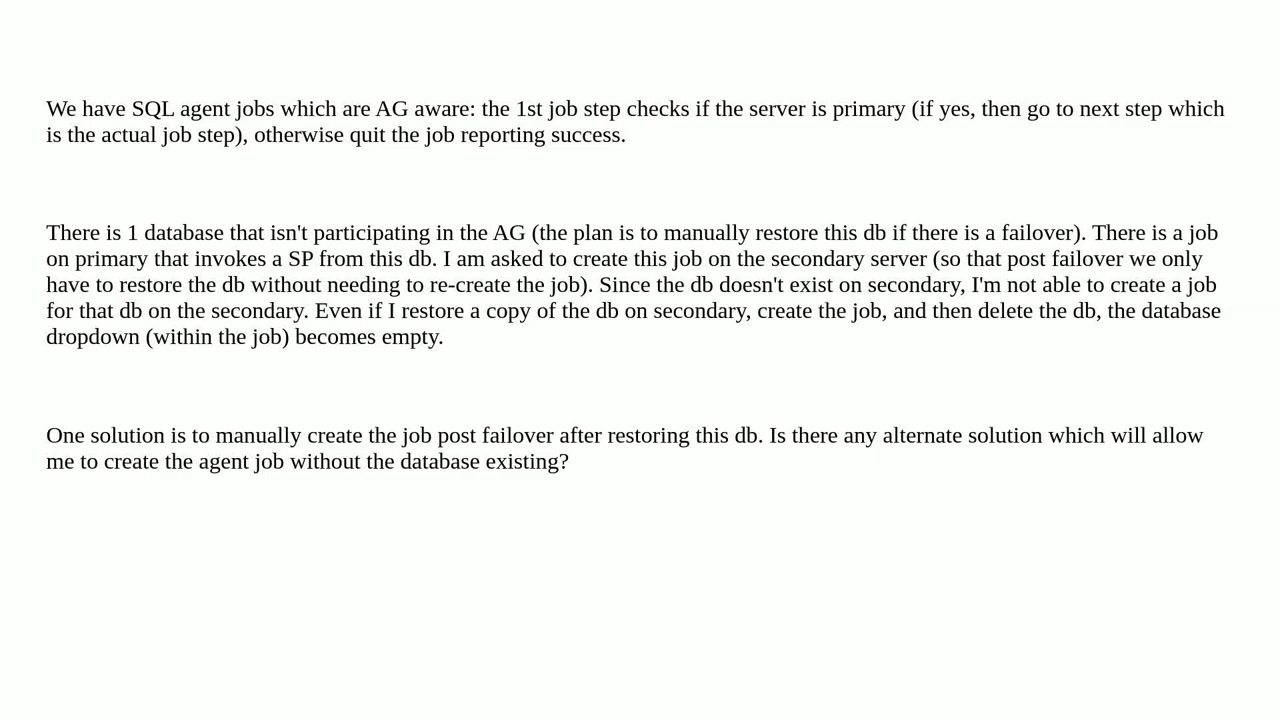 We have SQL agent jobs which are AG aware: the 1st job step checks if the server is primary (if yes, then go to next step which
is the actual job step), otherwise quit the job reporting success.
There is 1 database that isn't participating in the AG (the plan is to manually restore this db if there is a failover). There is a job
on primary that invokes a SP from this db. I am asked to create this job on the secondary server (so that post failover we only
have to restore the db without needing to re-create the job). Since the db doesn't exist on secondary, I'm not able to create a job
for that db on the secondary. Even if I restore a copy of the db on secondary, create the job, and then delete the db, the database
dropdown (within the job) becomes empty.
One solution is to manually create the job post failover after restoring this db. Is there any alternate solution which will allow
me to create the agent job without the database existing?